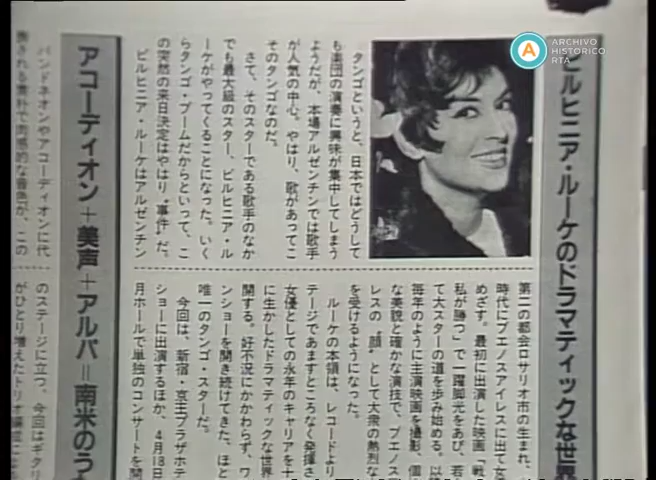 ARCHIVO
HISTORICO
RTA
ビルヒニア・ルーケのドラマティックな世界
タンゴというと、日本ではどうして
も楽団の演奏に興味が集中してしまう
ようだが、本場アルゼンチンでは歌手
が人気の中心。やはり、歌があってこ
そのタンゴなのだ。
さて、そのスターである歌手のなか
でも最大級のスター、ビルヒニア・ル
ーケがやってくることになった。いく
らタンゴ・ブームだからといって、こ
の突然の来日決定はやはり“事件”だ。
ビルヒニア・ルーケはアルゼンチン
第二の都会ロサリオ市の生まれ、
時代にブエノスアイレスに出て女
めざす。最初に出演した映画「戦
私が勝つ」で一躍脚光をあび、若
て大スターの道を歩み始める。以
毎年のように主演映画を撮影、個
な美貌と確かな演技で、ブエノス
レスの“顔”として大衆の熱烈な
を受けるようになった。
ルーケの本領は、レコードより
テージであますところなく発揮さ
女優としての永年のキャリアを十
に生かしたドラマティックな世界
開する。好不況にかかわらず、ワ
ンショーを開き続けてきた、ほと
唯一のタンゴ・スターだ。
今回は、新宿・京王プラザホテ
ショーに出演するほか、4月18日
月ホールで単独のコンサートを開
アコーディオン+美声+アルパ=南米のう
バンドネオンやアコーディオンに代
表される素朴で肉感的な音色が、この
のステージに立つ。今回はギタリ
がひとり増えたトリオ編成による